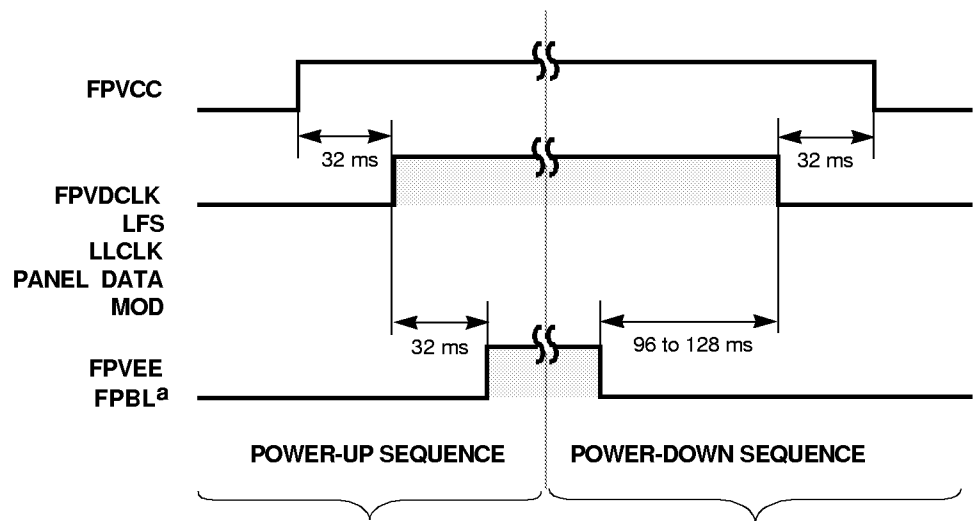 FPVCC
32 ms
32 ms
FPVDCLK
LFS
LLCLK
PANEL DATA
MOD
32 ms
96 to 128 ms
FPVEE
FPBLa
POWER-UP SEQUENCE
POWER-DOWN SEQUENCE